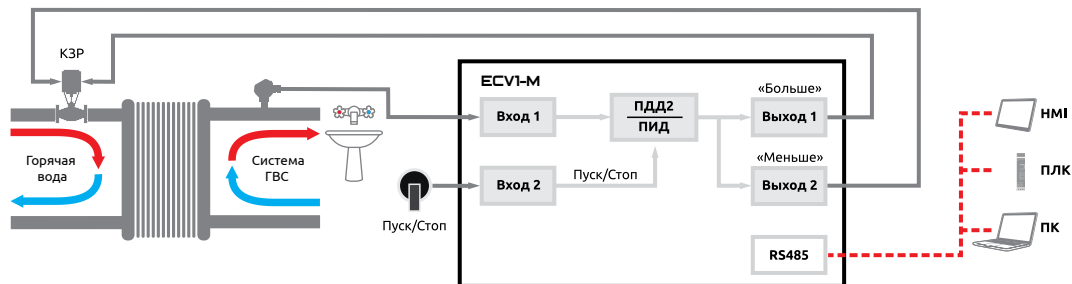 КЗР
Горячая
вода
Система
ГВС
Пуск/Стоп
ECV1-M
Вход 1
Вход 2
ПДД2
ПИД
Пуск/Стоп
«Больше»
Выход 1
«Меньше»
Выход 2
RS485
HMI
ПЛК
ПК